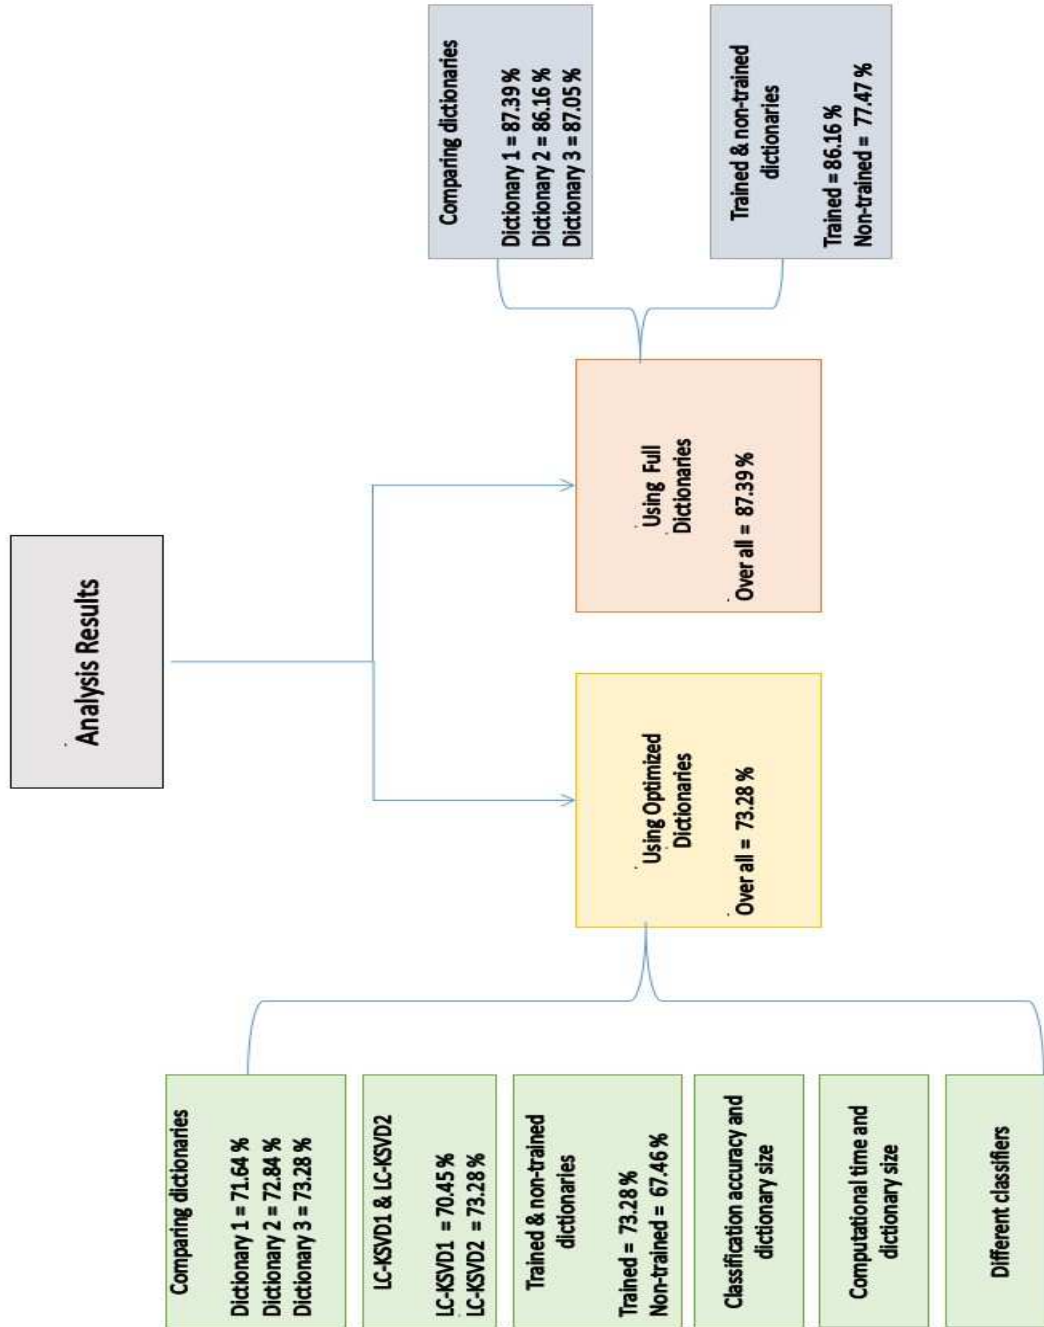 Analysis Results
Using Optimized
Dictionaries
Over all = 73.28 %
Using Full
Dictionaries
Over all = 87.39 %
Comparing dictionaries
Dictionary 1 = 71.64 %
Dictionary 2 = 72.84 %
Dictionary 3 = 73.28 %
LC-KSVD1 & LC-KSVD2
LC-KSVD1 = 70.45 %
LC-KSVD2 = 73.28 %
Trained & non-trained
dictionaries
Trained = 73.28 %
Non-trained = 67.46 %
Classification accuracy and
dictionary size
Computational time and
dictionary size
Different classifiers
Comparing dictionaries
Dictionary 1 = 87.39 %
Dictionary 2 = 86.16 %
Dictionary 3 = 87.05 %
Trained & non-trained
dictionaries
Trained = 86.16 %
Non-trained = 77.47 %